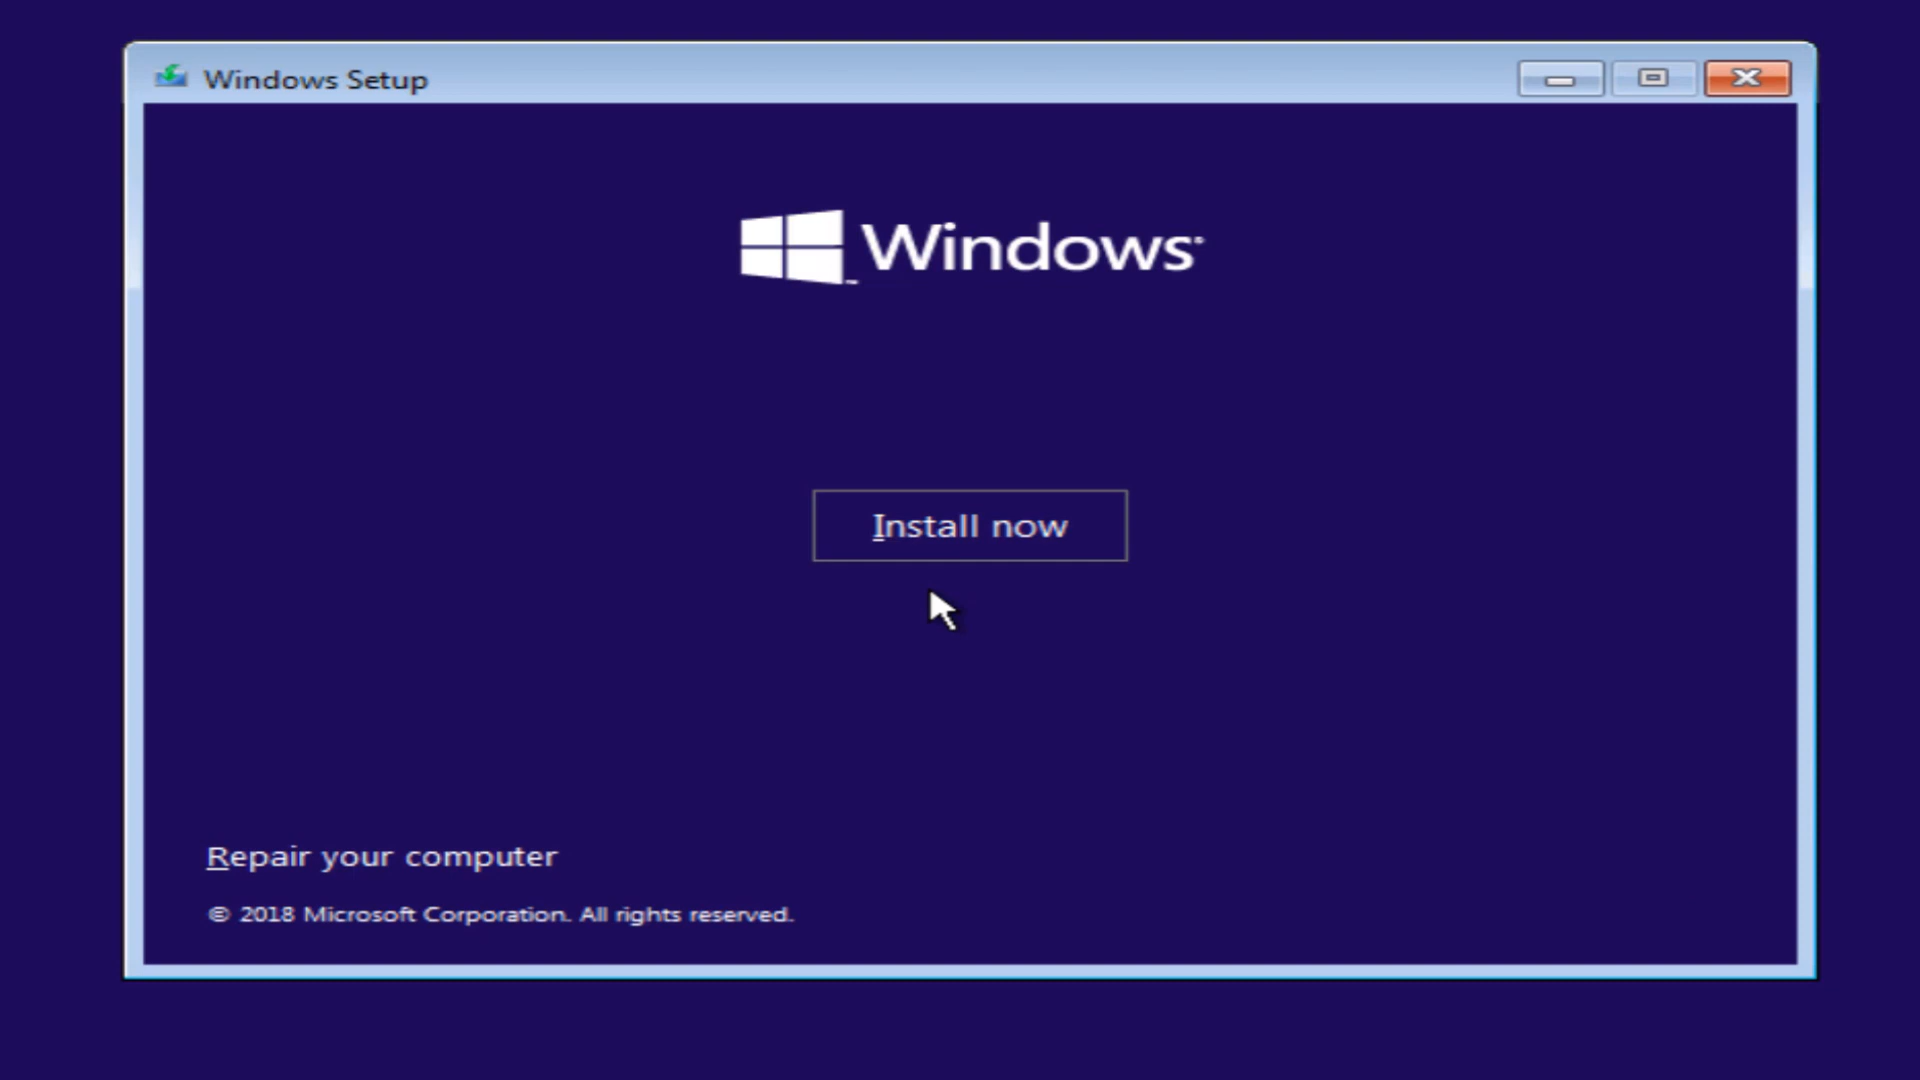 Windows Setup
Windows
Install now
Repair your computer
© 2018 Microsoft Corporation. All rights reserved.